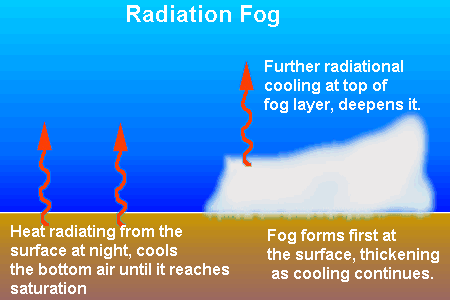 Radiation Fog
Further radiational
cooling at top of
fog layer, deepens it.
Heat radiating from the
surface at night, cools
the bottom air until it reaches
saturation
Fog forms first at
the surface, thickening
as cooling continues.